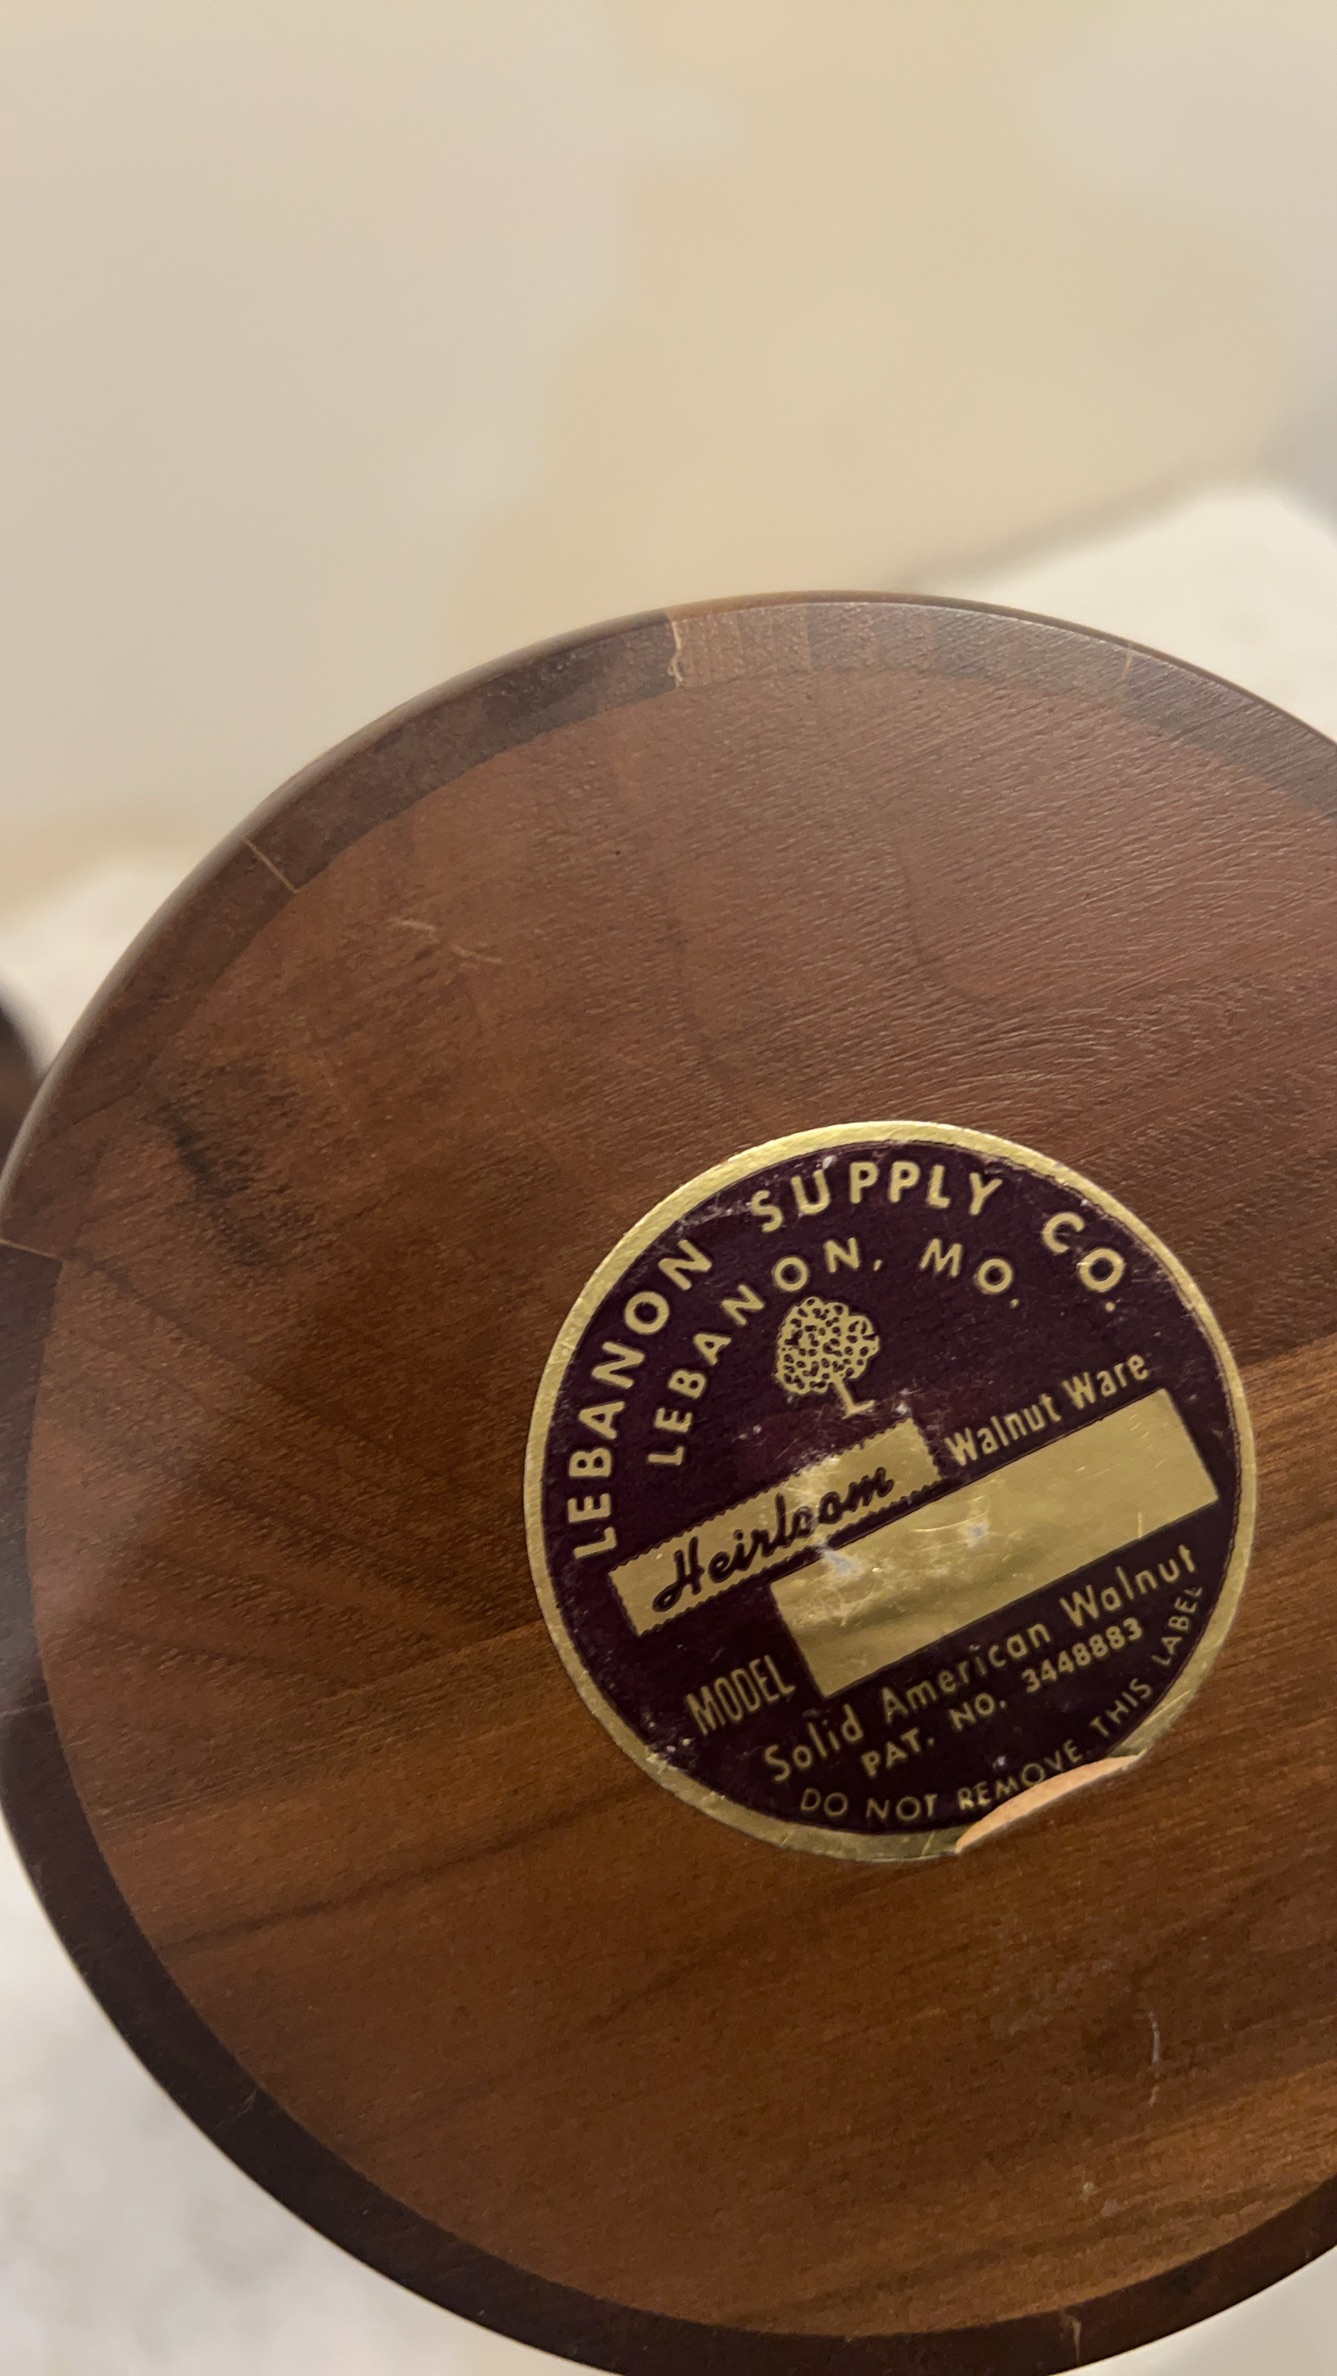 LEBANON SUPPLY CO.
LEBANON, MO.
Heirloom Walnut Ware
MODEL
Solid American Walnut
PAT. NO. 3448883
DO NOT REMOVE THIS LABEL